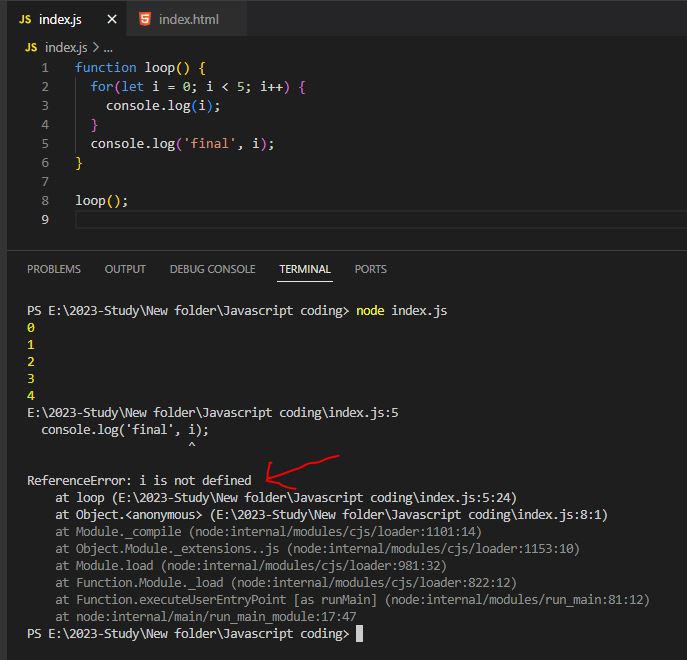 JS index.js ✕ index.html
JS index.js > ...
1 function loop() {
2   for(let i = 0; i < 5; i++) {
3     console.log(i);
4   }
5   console.log('final', i);
6 }
7
8 loop();
9
PROBLEMS OUTPUT DEBUG CONSOLE TERMINAL PORTS
PS E:\2023-Study\New folder\Javascript coding> node index.js
0
1
2
3
4
E:\2023-Study\New folder\Javascript coding\index.js:5
  console.log('final', i);
                       ^
ReferenceError: i is not defined
    at loop (E:\2023-Study\New folder\Javascript coding\index.js:5:24)
    at Object.<anonymous> (E:\2023-Study\New folder\Javascript coding\index.js:8:1)
    at Module._compile (node:internal/modules/cjs/loader:1101:14)
    at Object.Module._extensions..js (node:internal/modules/cjs/loader:1153:10)
    at Module.load (node:internal/modules/cjs/loader:981:32)
    at Function.Module._load (node:internal/modules/cjs/loader:822:12)
    at Function.executeUserEntryPoint [as runMain] (node:internal/modules/run_main:81:12)
    at node:internal/main/run_main_module:17:47
PS E:\2023-Study\New folder\Javascript coding>